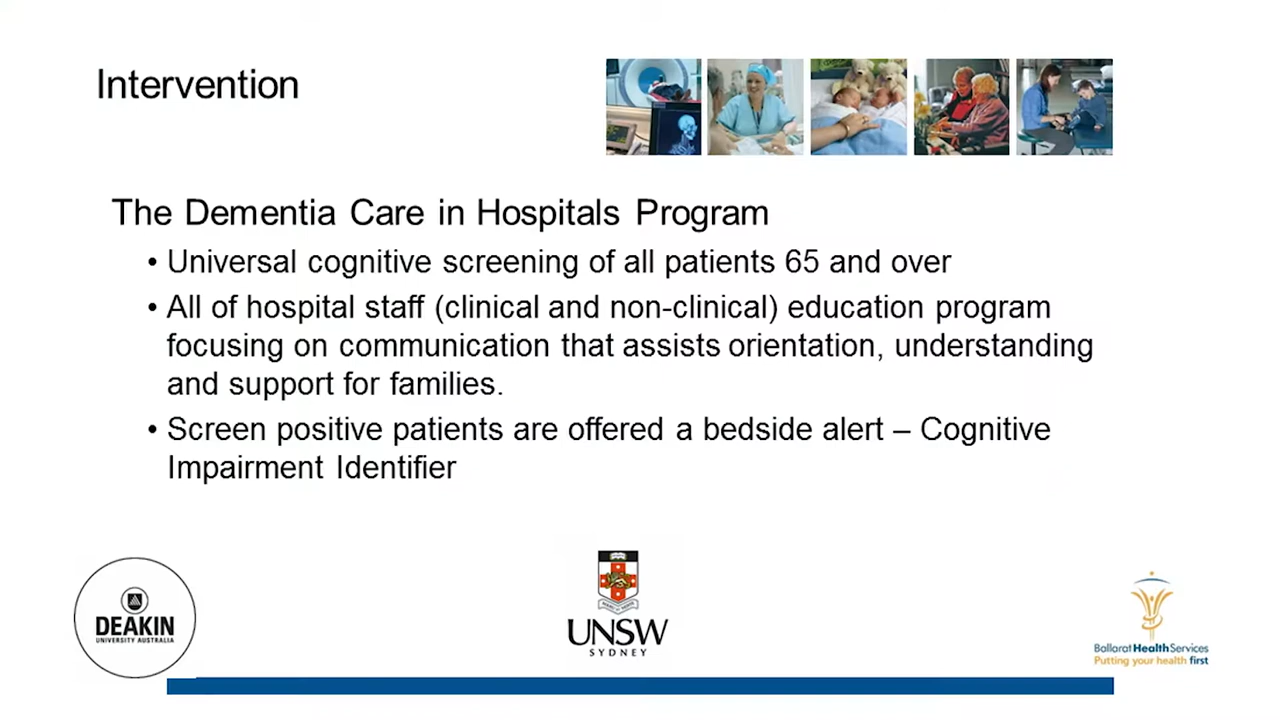 Intervention
The Dementia Care in Hospitals Program
• Universal cognitive screening of all patients 65 and over
• All of hospital staff (clinical and non-clinical) education program
focusing on communication that assists orientation, understanding
and support for families.
• Screen positive patients are offered a bedside alert – Cognitive
Impairment Identifier
DEAKIN
UNIVERSITY AUSTRALIA
UNSW
SYDNEY
Ballarat Health Services
Putting your health first